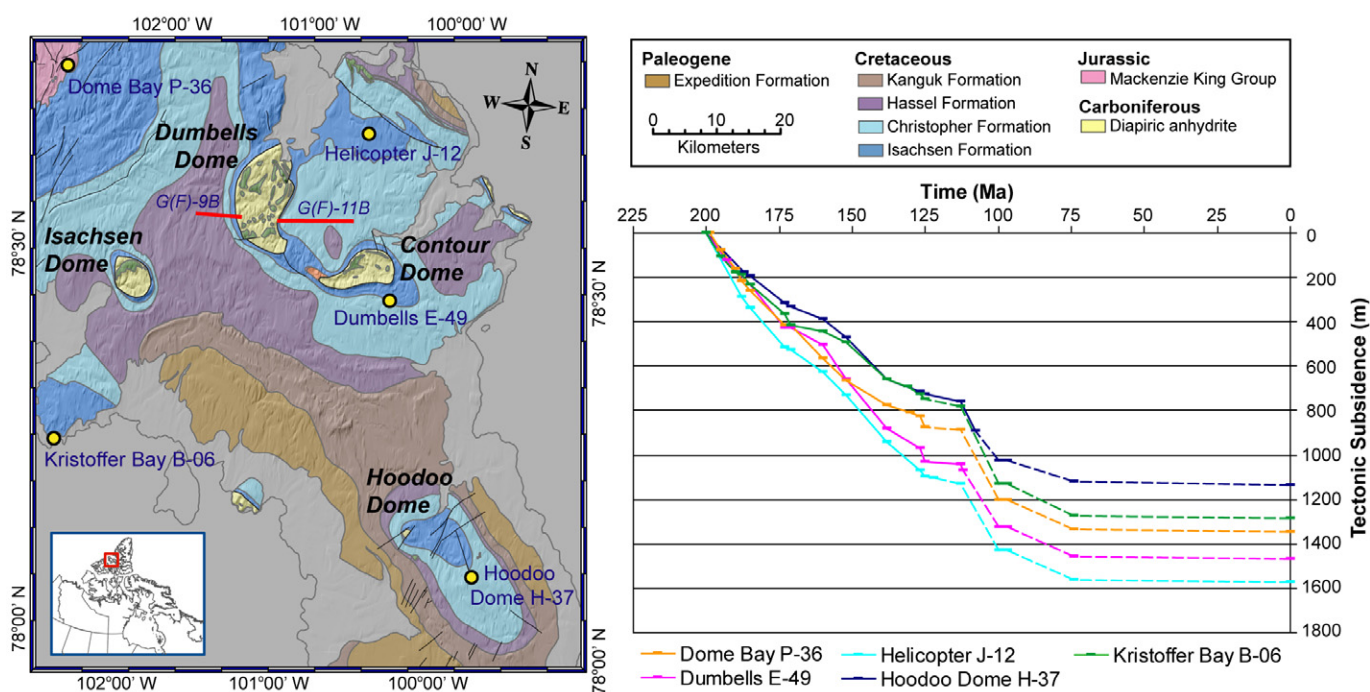 102°00' W 101°00' W 100°00' W
Dome Bay P-36
Dumbells
Dome
Helicopter J-12
N
W E
S
G(F)-9B
G(F)-11B
Isachsen
Dome
Contour
Dome
Dumbells E-49
Kristoffer Bay B-06
Hoodoo
Dome
Hoodoo
Dome H-37
78°30' N
78°00' N
78°30' N
78°00' N
102°00' W 101°00' W 100°00' W
Paleogene
Expedition Formation
0 10 20
Kilometers
Cretaceous
Kanguk Formation
Hassel Formation
Christopher Formation
Isachsen Formation
Jurassic
Mackenzie King Group
Carboniferous
Diapiric anhydrite
Time (Ma)
225 200 175 150 125 100 75 50 25 0
0
200
400
600
800
1000
1200
1400
1600
1800
Tectonic Subsidence (m)
Dome Bay P-36 Helicopter J-12 Kristoffer Bay B-06
Dumbells E-49 Hoodoo Dome H-37